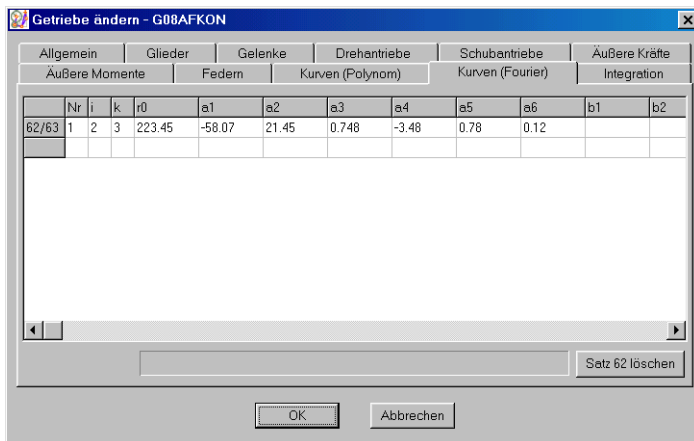 Getriebe ändern - G08AFKON
Allgemein Glieder Gelenke Drehantriebe Schubantriebe Äußere Kräfte
Äußere Momente Federn Kurven (Polynom) Kurven (Fourier) Integration
Nr i k r0 a1 a2 a3 a4 a5 a6 b1 b2
62/63 1 2 3 223.45 -58.07 21.45 0.748 -3.48 0.78 0.12
Satz 62 löschen
OK Abbrechen